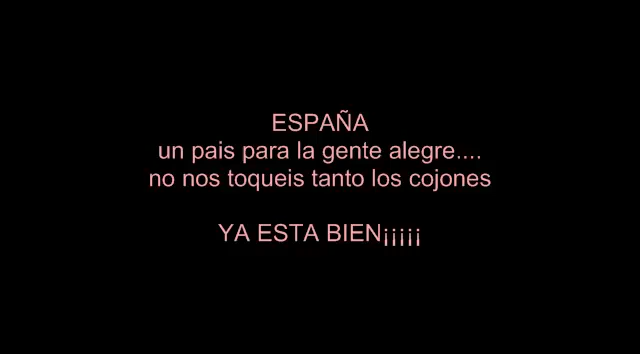 ESPAÑA
un pais para la gente alegre....
no nos toqueis tanto los cojones
YA ESTA BIEN¡¡¡¡¡